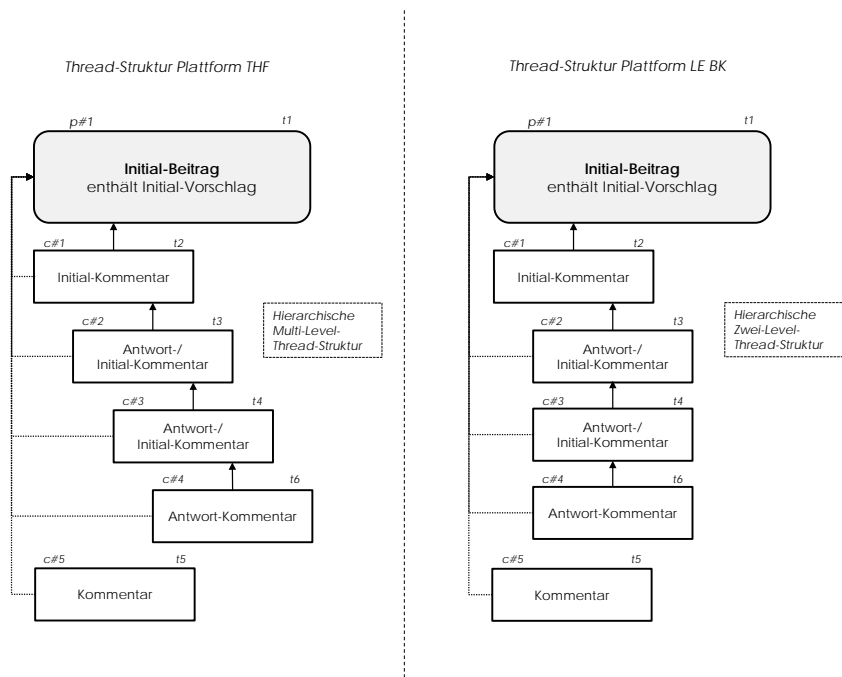 Thread-Struktur Plattform THF
p#1 t1
Initial-Beitrag
enthält Initial-Vorschlag
c#1 t2
Initial-Kommentar
c#2 t3
Antwort-/
Initial-Kommentar
Hierarchische
Multi-Level-
Thread-Struktur
c#3 t4
Antwort-/
Initial-Kommentar
c#4 t6
Antwort-Kommentar
c#5 t5
Kommentar
Thread-Struktur Plattform LE BK
p#1 t1
Initial-Beitrag
enthält Initial-Vorschlag
c#1 t2
Initial-Kommentar
c#2 t3
Antwort-/
Initial-Kommentar
Hierarchische
Zwei-Level-
Thread-Struktur
c#3 t4
Antwort-/
Initial-Kommentar
c#4 t6
Antwort-Kommentar
c#5 t5
Kommentar